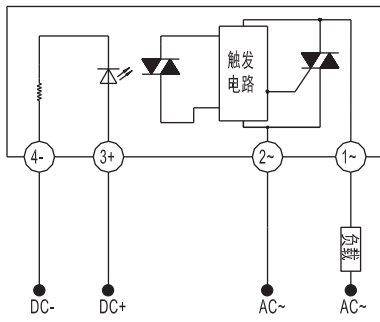 触发
电路
4-
3+
2~
1~
负载
DC-
DC+
AC~
AC~